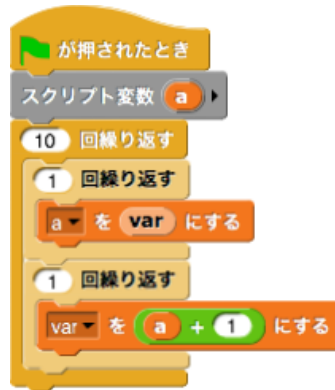 が押されたとき
スクリプト変数 a
10 回繰り返す
1 回繰り返す
a を var にする
1 回繰り返す
var を a + 1 にする